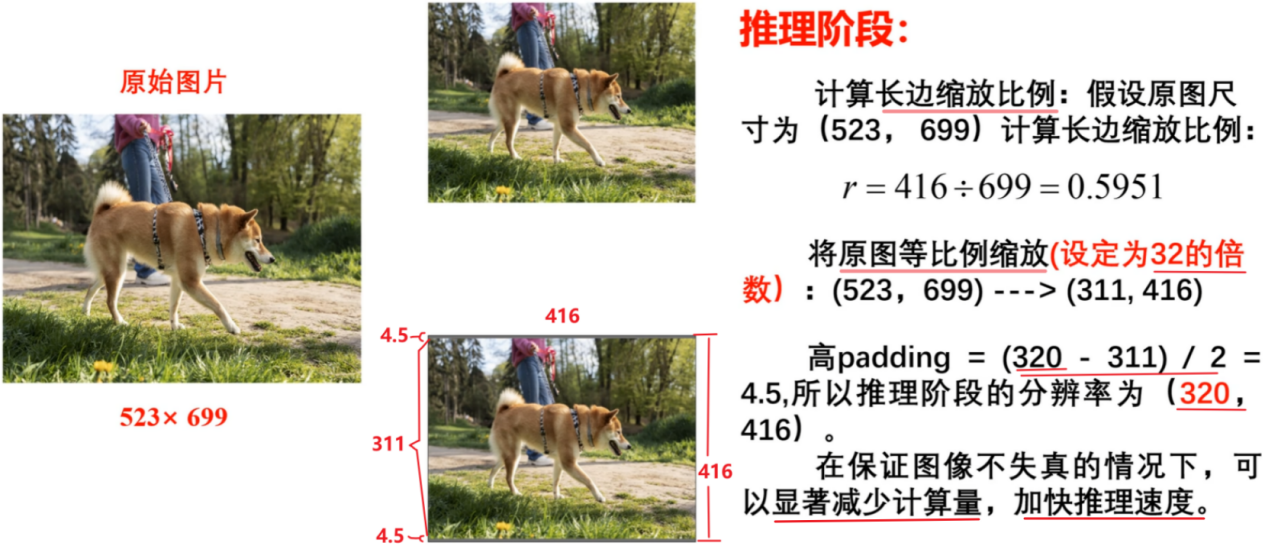 原始图片
523× 699
416
4.5
311
4.5
416
推理阶段：
计算长边缩放比例：假设原图尺
寸为（523， 699）计算长边缩放比例：
r = 416 ÷ 699 = 0.5951
将原图等比例缩放(设定为32的倍
数）：(523，699) ---> (311, 416)
高padding = (320 - 311) / 2 =
4.5,所以推理阶段的分辨率为（320，
416）。
在保证图像不失真的情况下，可
以显著减少计算量，加快推理速度。